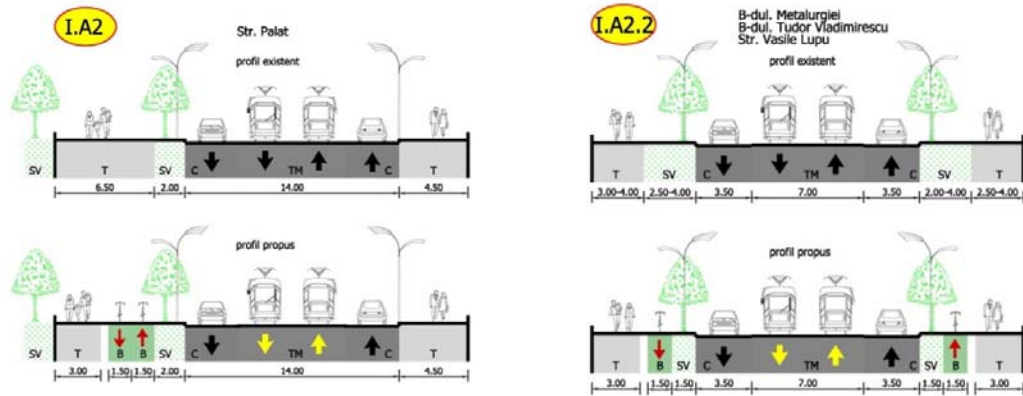 I.A2
Str. Palat
profil existent
SV T SV C TM C T
6.50 2.00 14.00 4.50
profil propus
SV T B B SV C TM C T
3.00 1.50 1.50 2.00 14.00 4.50
I.A2.2
B-dul. Metalurgiei
B-dul. Tudor Vladimirescu
Str. Vasile Lupu
profil existent
T SV C TM C SV T
3.00-4.00 2.50-4.00 3.50 7.00 3.50 2.00-4.00 2.50-4.00
profil propus
T B SV C TM C SV B T
3.00 1.50 1.50 3.50 7.00 3.50 1.50 1.50 3.00